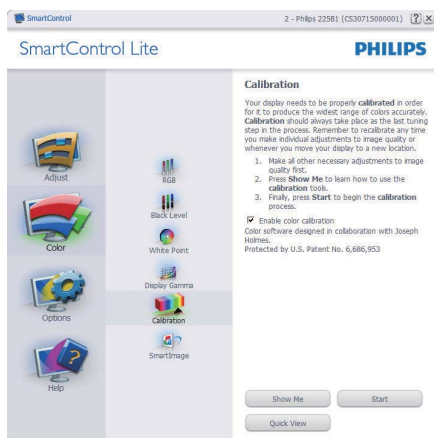 SmartControl
2 - Philips 225B1 (CS30715000001)
SmartControl Lite
PHILIPS
Adjust
Color
Options
Help
RGB
Black Level
White Point
Display Gamma
Calibration
SmartImage
Calibration
Your display needs to be properly calibrated in order
for it to produce the widest range of colors accurately.
Calibration should always take place as the last tuning
step in the process. Remember to recalibrate any time
you make individual adjustments to image quality or
whenever you move your display to a new location.
1. Make all other necessary adjustments to image
quality first.
2. Press Show Me to learn how to use the
calibration tools.
3. Finally, press Start to begin the calibration
process.
Enable color calibration
Color software designed in collaboration with Joseph
Holmes.
Protected by U.S. Patent No. 6,686,953
Show Me
Start
Quick View